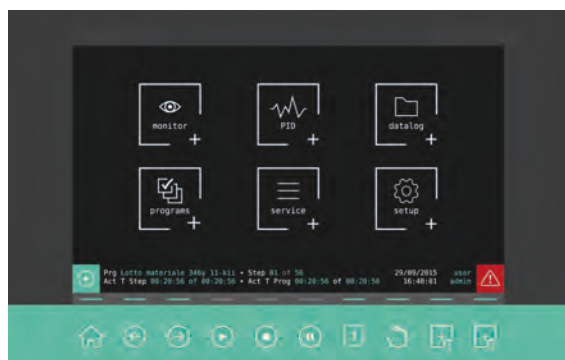 monitor PID datalog
programs service setup
Prg Lotto materiale 346y 11-kii • Step 01 of 56 29/09/2015 user
Act T Step 00:20:56 of 00:20:56 • Act T Prog 00:20:56 of 00:20:56 16:40:01 admin